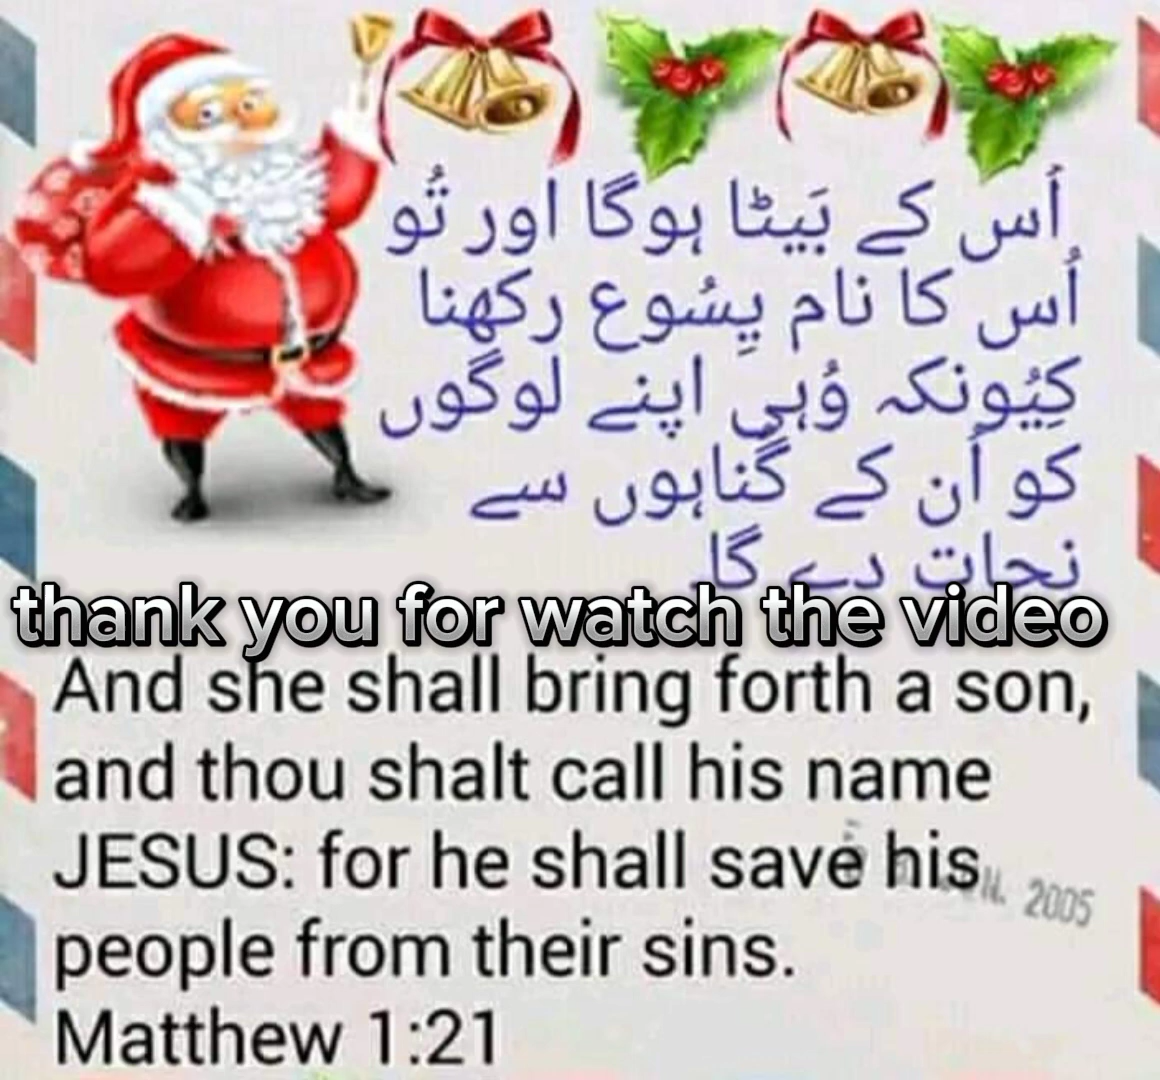 اُس کے بَیٹا ہوگا اور تُو
اُس کا نام یِسُوع رکھنا
کِیُونکہ وُہی اپنے لوگوں
کو اُن کے گُناہوں سے
نجات دے گا
thank you for watch the video
And she shall bring forth a son,
and thou shalt call his name
JESUS: for he shall save his
people from their sins.
Matthew 1:21
2005